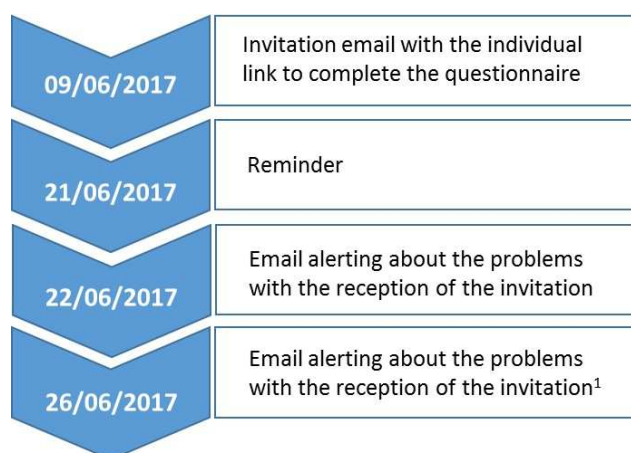 09/06/2017
Invitation email with the individual
link to complete the questionnaire
21/06/2017
Reminder
22/06/2017
Email alerting about the problems
with the reception of the invitation
26/06/2017
Email alerting about the problems
with the reception of the invitation¹